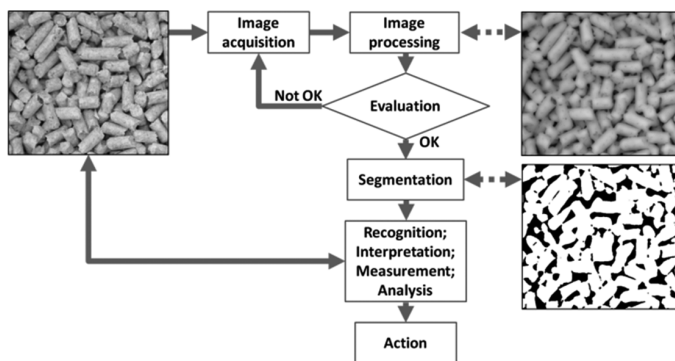 Image
acquisition
Image
processing
Not OK
Evaluation
OK
Segmentation
Recognition;
Interpretation;
Measurement;
Analysis
Action